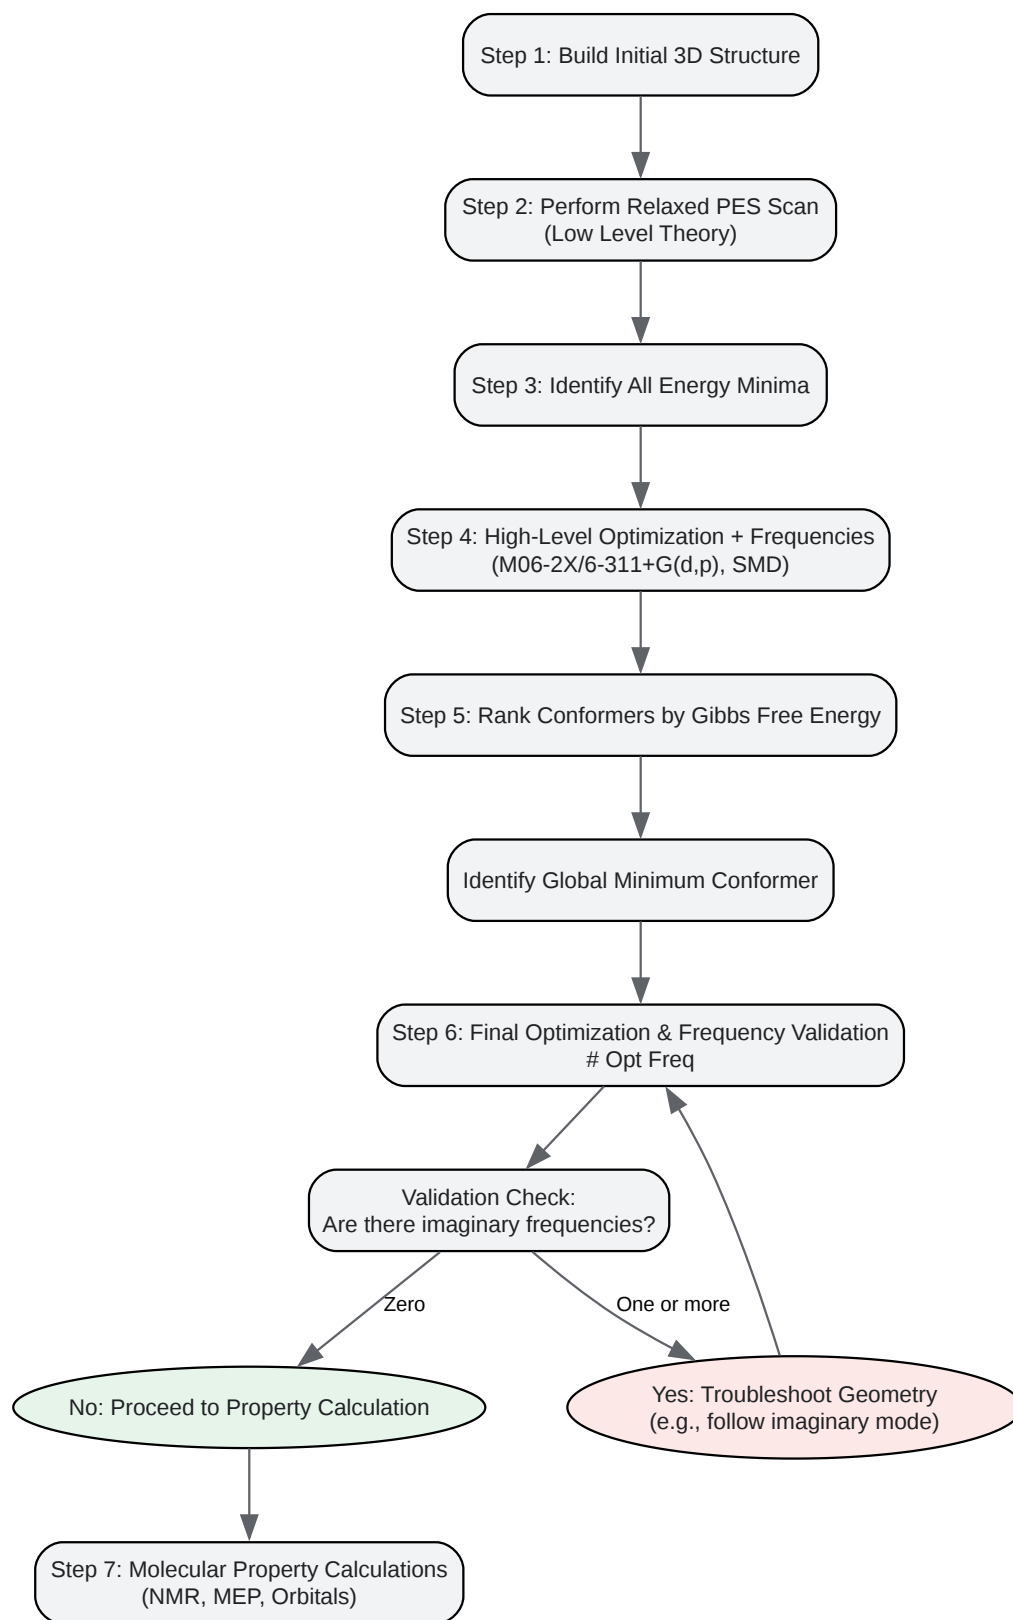 Step 1: Build Initial 3D Structure
Step 2: Perform Relaxed PES Scan
(Low Level Theory)
Step 3: Identify All Energy Minima
Step 4: High-Level Optimization + Frequencies
(M06-2X/6-311+G(d,p), SMD)
Step 5: Rank Conformers by Gibbs Free Energy
Identify Global Minimum Conformer
Step 6: Final Optimization & Frequency Validation
# Opt Freq
Validation Check:
Are there imaginary frequencies?
Zero
One or more
No: Proceed to Property Calculation
Yes: Troubleshoot Geometry
(e.g., follow imaginary mode)
Step 7: Molecular Property Calculations
(NMR, MEP, Orbitals)